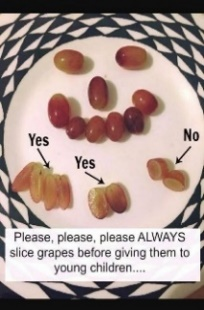 Yes
Yes
No
Please, please, please ALWAYS
slice grapes before giving them to
young children....